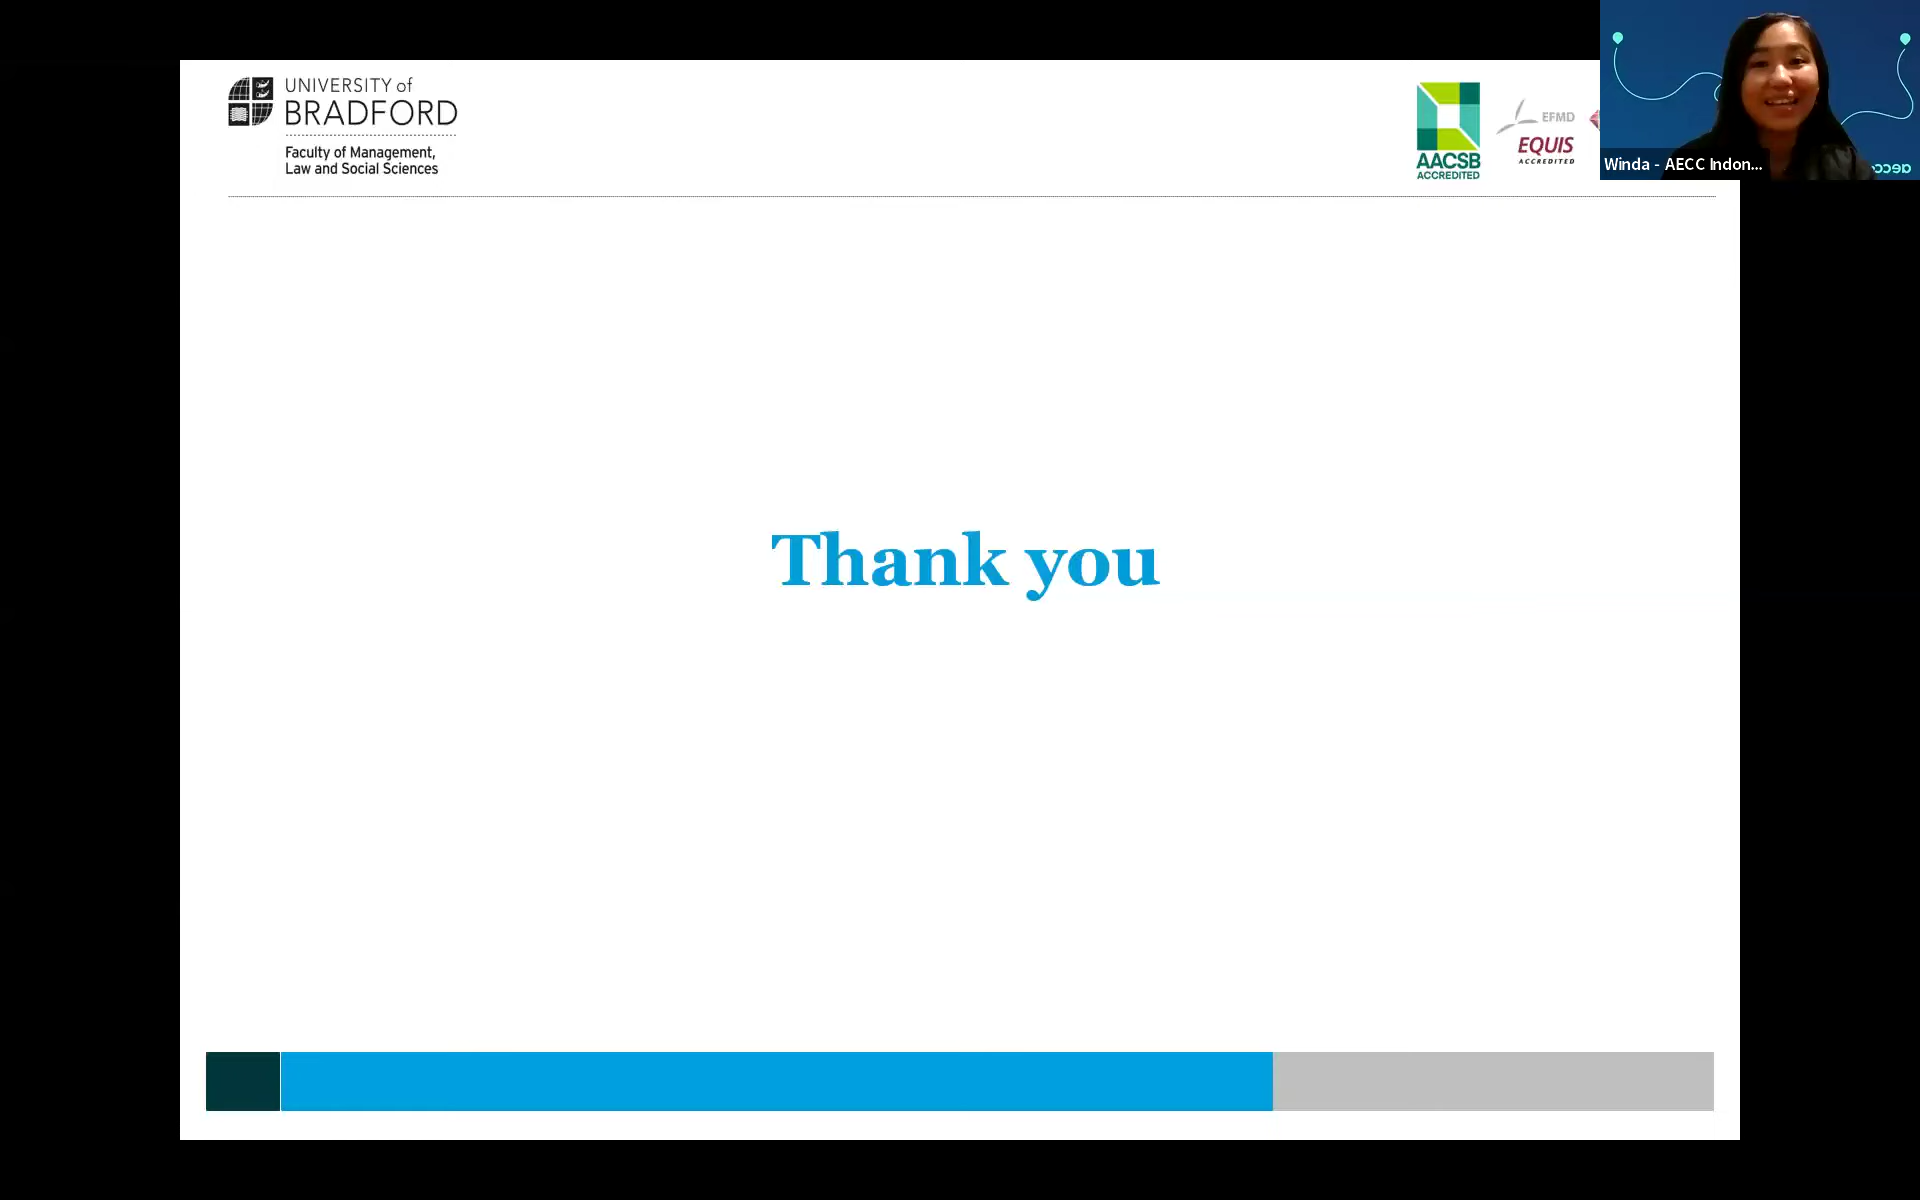 UNIVERSITY of
BRADFORD
Faculty of Management,
Law and Social Sciences
AACSB
ACCREDITED
EFMD
EQUIS
ACCREDITED
Winda - AECC Indon...
aecc
Thank you